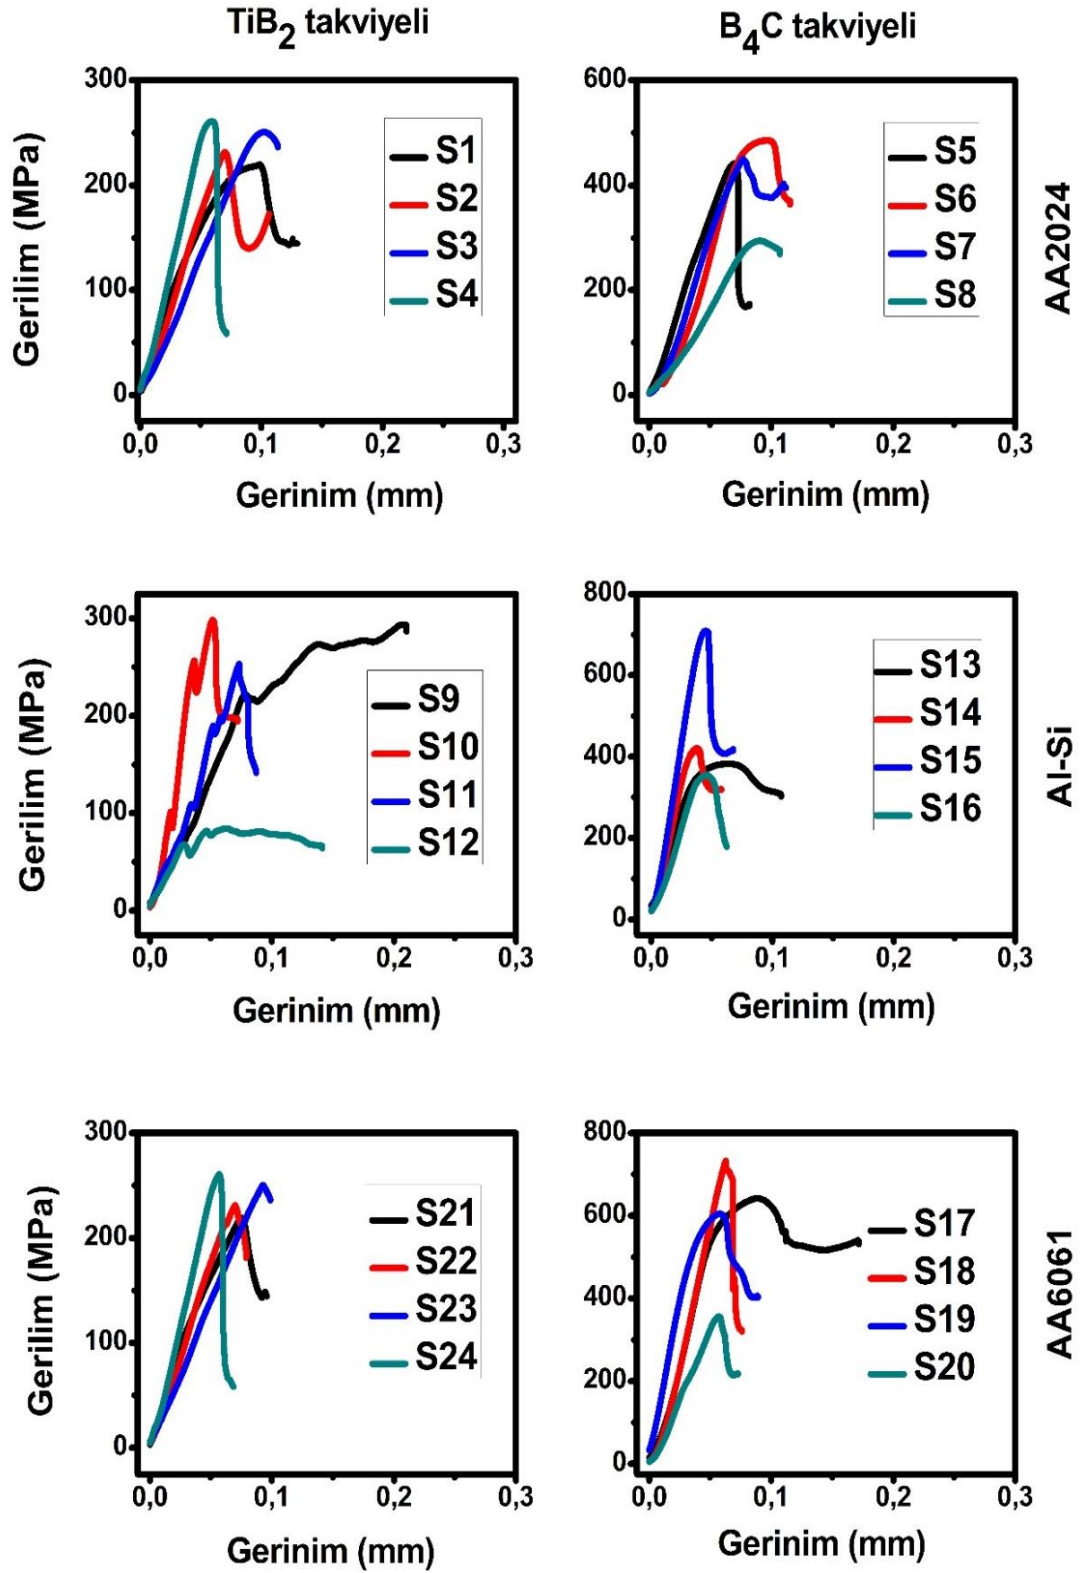 TiB2 takviyeli
B4C takviyeli
300
200
100
0
0,0
0,1
0,2
0,3
Gerilim (MPa)
Gerinim (mm)
S1
S2
S3
S4
600
400
200
0
0,0
0,1
0,2
0,3
Gerinim (mm)
S5
S6
S7
S8
AA2024
300
200
100
0
0,0
0,1
0,2
0,3
Gerilim (MPa)
Gerinim (mm)
S9
S10
S11
S12
800
600
400
200
0
0,0
0,1
0,2
0,3
Gerinim (mm)
S13
S14
S15
S16
Al-Si
300
200
100
0
0,0
0,1
0,2
0,3
Gerilim (MPa)
Gerinim (mm)
S21
S22
S23
S24
800
600
400
200
0
0,0
0,1
0,2
0,3
Gerinim (mm)
S17
S18
S19
S20
AA6061